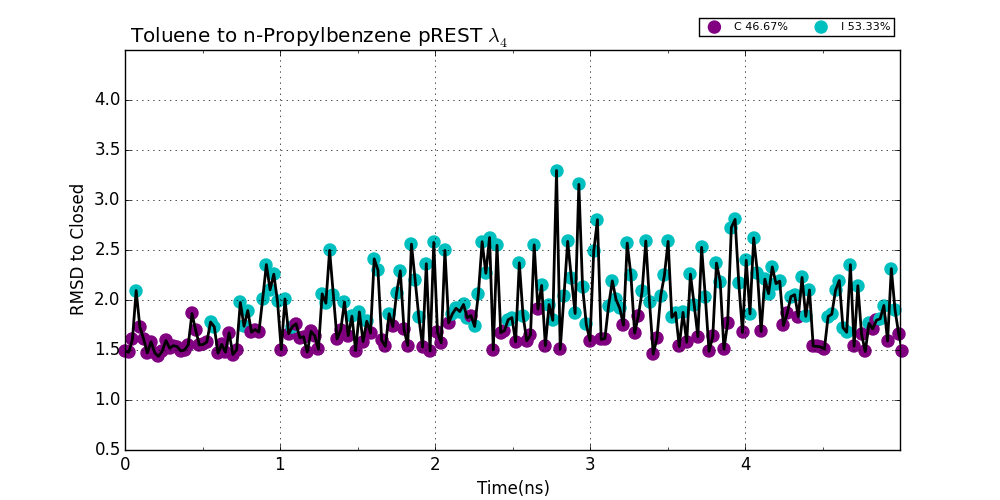 Toluene to n-Propylbenzene pREST λ₄
C 46.67% I 53.33%
4.0
3.5
3.0
2.5
2.0
1.5
1.0
0.5
RMSD to Closed
0 1 2 3 4
Time(ns)